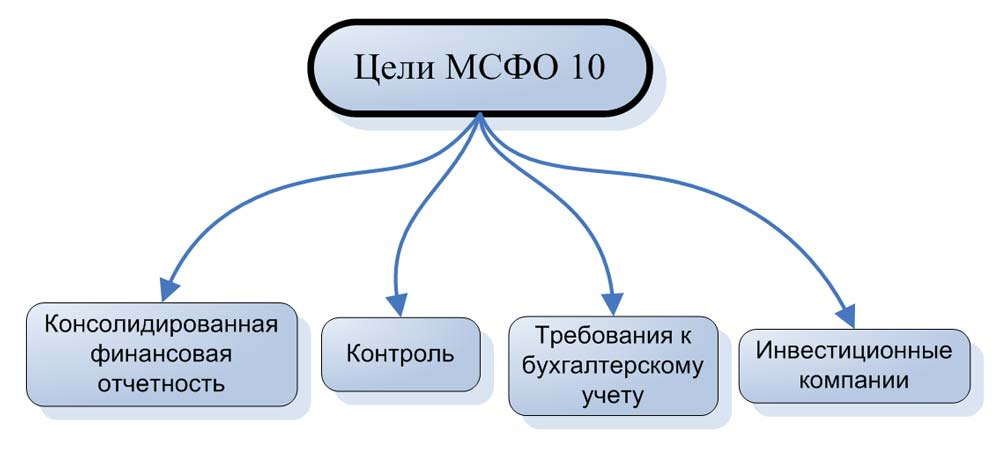 Цели МСФО 10
Консолидированная
финансовая
отчетность
Контроль
Требования к
бухгалтерскому
учету
Инвестиционные
компании